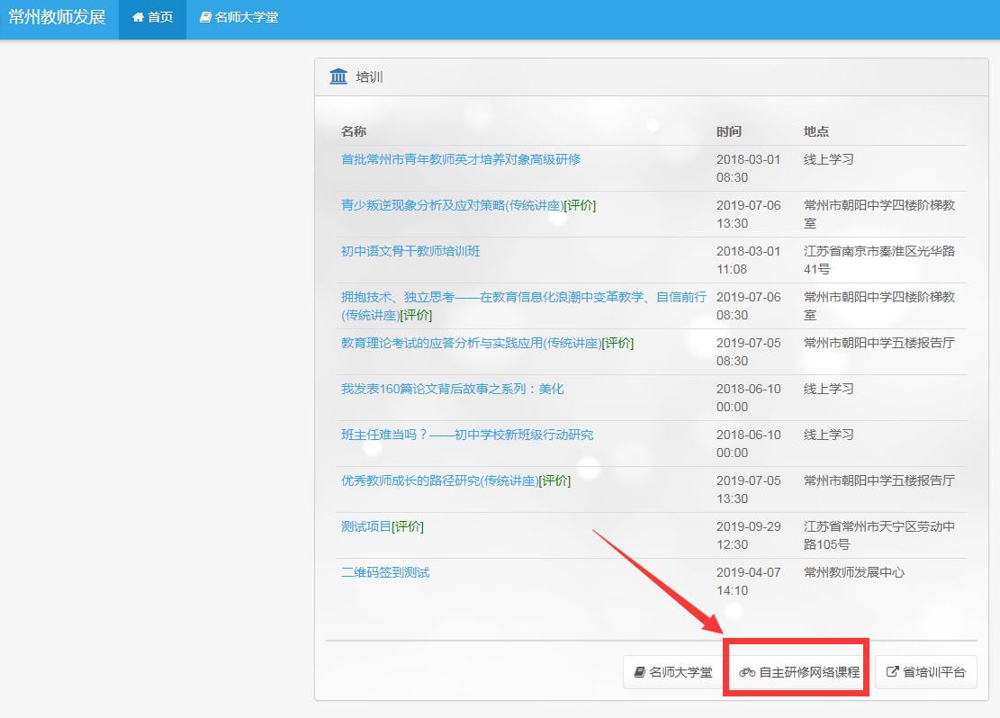 常州教师发展 首页 名师大学堂
培训
名称 时间 地点
首批常州市青年教师英才培养对象高级研修 2018-03-01 线上学习
08:30
青少叛逆现象分析及应对策略(传统讲座)[评价] 2019-07-06 常州市朝阳中学四楼阶梯教
13:30 室
初中语文骨干教师培训班 2018-03-01 江苏省南京市秦淮区光华路
11:08 41号
拥抱技术、独立思考——在教育信息化浪潮中变革教学、自信前行 2019-07-06 常州市朝阳中学四楼阶梯教
(传统讲座)[评价] 08:30 室
教育理论考试的应答分析与实践应用(传统讲座)[评价] 2019-07-05 常州市朝阳中学五楼报告厅
08:30
我发表160篇论文背后故事之系列：美化 2018-06-10 线上学习
00:00
班主任难当吗？——初中学校新班级行动研究 2018-06-10 线上学习
00:00
优秀教师成长的路径研究(传统讲座)[评价] 2019-07-05 常州市朝阳中学五楼报告厅
13:30
测试项目[评价] 2019-09-29 江苏省常州市天宁区劳动中
12:30 路105号
二维码签到测试 2019-04-07 常州教师发展中心
14:10
名师大学堂 自主研修网络课程 省培训平台